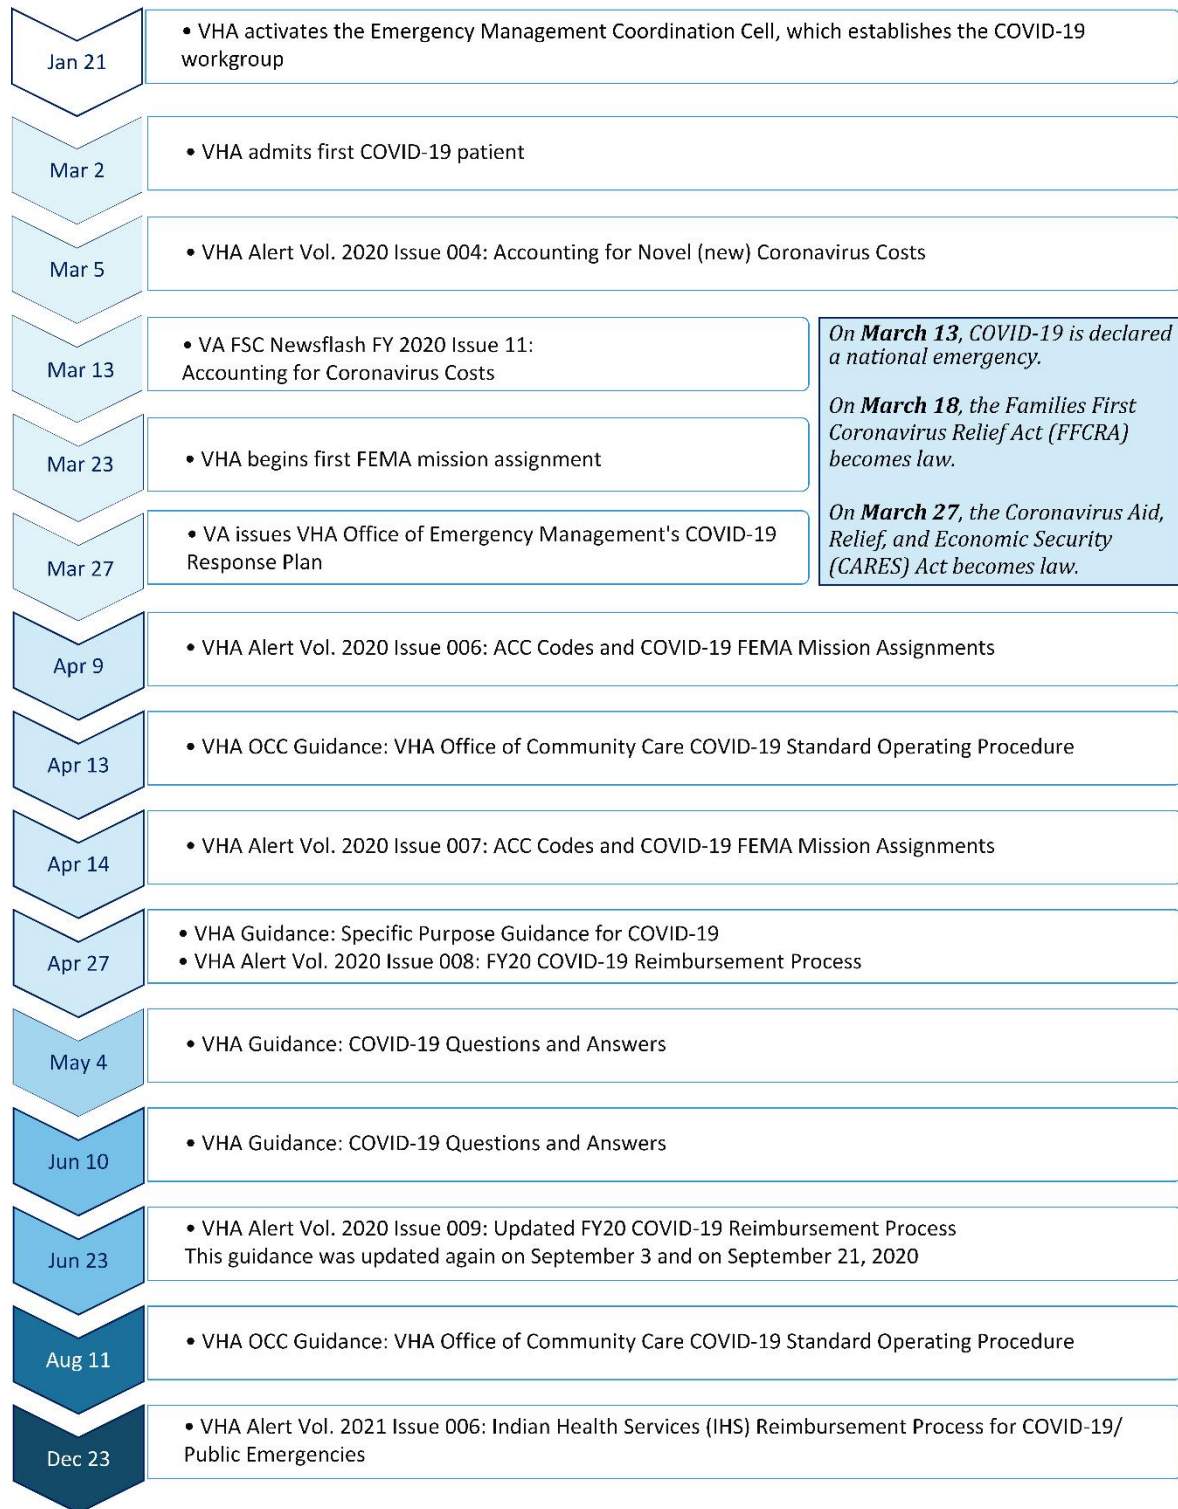 Jan 21
• VHA activates the Emergency Management Coordination Cell, which establishes the COVID-19
workgroup
Mar 2
• VHA admits first COVID-19 patient
Mar 5
• VHA Alert Vol. 2020 Issue 004: Accounting for Novel (new) Coronavirus Costs
Mar 13
• VA FSC Newsflash FY 2020 Issue 11:
Accounting for Coronavirus Costs
Mar 23
• VHA begins first FEMA mission assignment
Mar 27
• VA issues VHA Office of Emergency Management's COVID-19
Response Plan
On March 13, COVID-19 is declared
a national emergency.
On March 18, the Families First
Coronavirus Relief Act (FFCRA)
becomes law.
On March 27, the Coronavirus Aid,
Relief, and Economic Security
(CARES) Act becomes law.
Apr 9
• VHA Alert Vol. 2020 Issue 006: ACC Codes and COVID-19 FEMA Mission Assignments
Apr 13
• VHA OCC Guidance: VHA Office of Community Care COVID-19 Standard Operating Procedure
Apr 14
• VHA Alert Vol. 2020 Issue 007: ACC Codes and COVID-19 FEMA Mission Assignments
Apr 27
• VHA Guidance: Specific Purpose Guidance for COVID-19
• VHA Alert Vol. 2020 Issue 008: FY20 COVID-19 Reimbursement Process
May 4
• VHA Guidance: COVID-19 Questions and Answers
Jun 10
• VHA Guidance: COVID-19 Questions and Answers
Jun 23
• VHA Alert Vol. 2020 Issue 009: Updated FY20 COVID-19 Reimbursement Process
This guidance was updated again on September 3 and on September 21, 2020
Aug 11
• VHA OCC Guidance: VHA Office of Community Care COVID-19 Standard Operating Procedure
Dec 23
• VHA Alert Vol. 2021 Issue 006: Indian Health Services (IHS) Reimbursement Process for COVID-19/
Public Emergencies